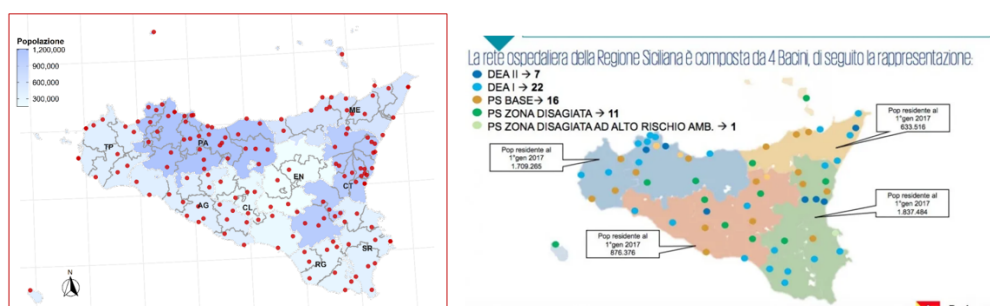 Popolazione
1,200,000
900,000
600,000
300,000
ME
PA
TP
EN
CT
AG
CL
SR
RG
N
La rete ospedaliera della Regione Siciliana è composta da 4 Bacini, di seguito la rappresentazione:
DEA II → 7
DEA I → 22
PS BASE → 16
PS ZONA DISAGIATA → 11
PS ZONA DISAGIATA AD ALTO RISCHIO AMB. → 1
Pop residente al
1°gen 2017
633.516
Pop residente al
1°gen 2017
1.709.265
Pop residente al
1°gen 2017
1.837.484
Pop residente al
1°gen 2017
876.376